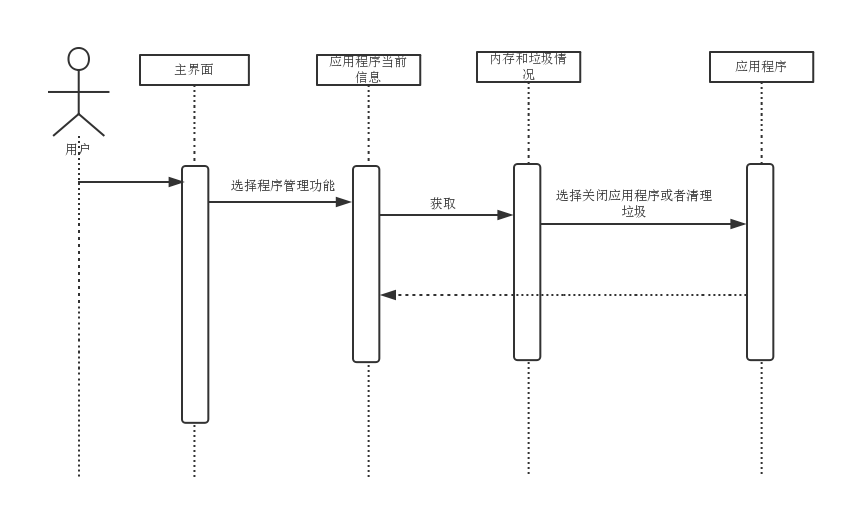 主界面
应用程序当前
信息
内存和垃圾情
况
应用程序
用户
选择程序管理功能
获取
选择关闭应用程序或者清理
垃圾